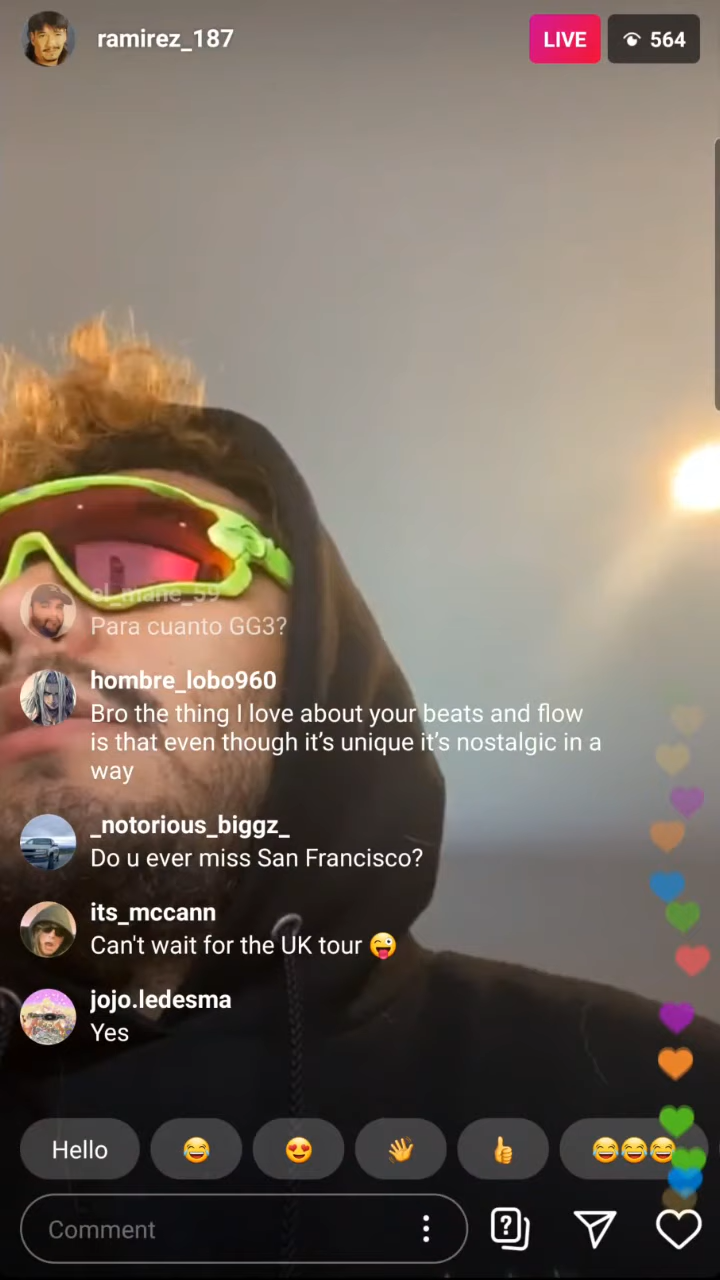 ramirez_187
LIVE
564
el_mane_59
Para cuanto GG3?
hombre_lobo960
Bro the thing I love about your beats and flow
is that even though it’s unique it’s nostalgic in a
way
_notorious_biggz_
Do u ever miss San Francisco?
its_mccann
Can't wait for the UK tour 😜
jojo.ledesma
Yes
Hello 😂 😍 👋 👍 😂😂😂
Comment